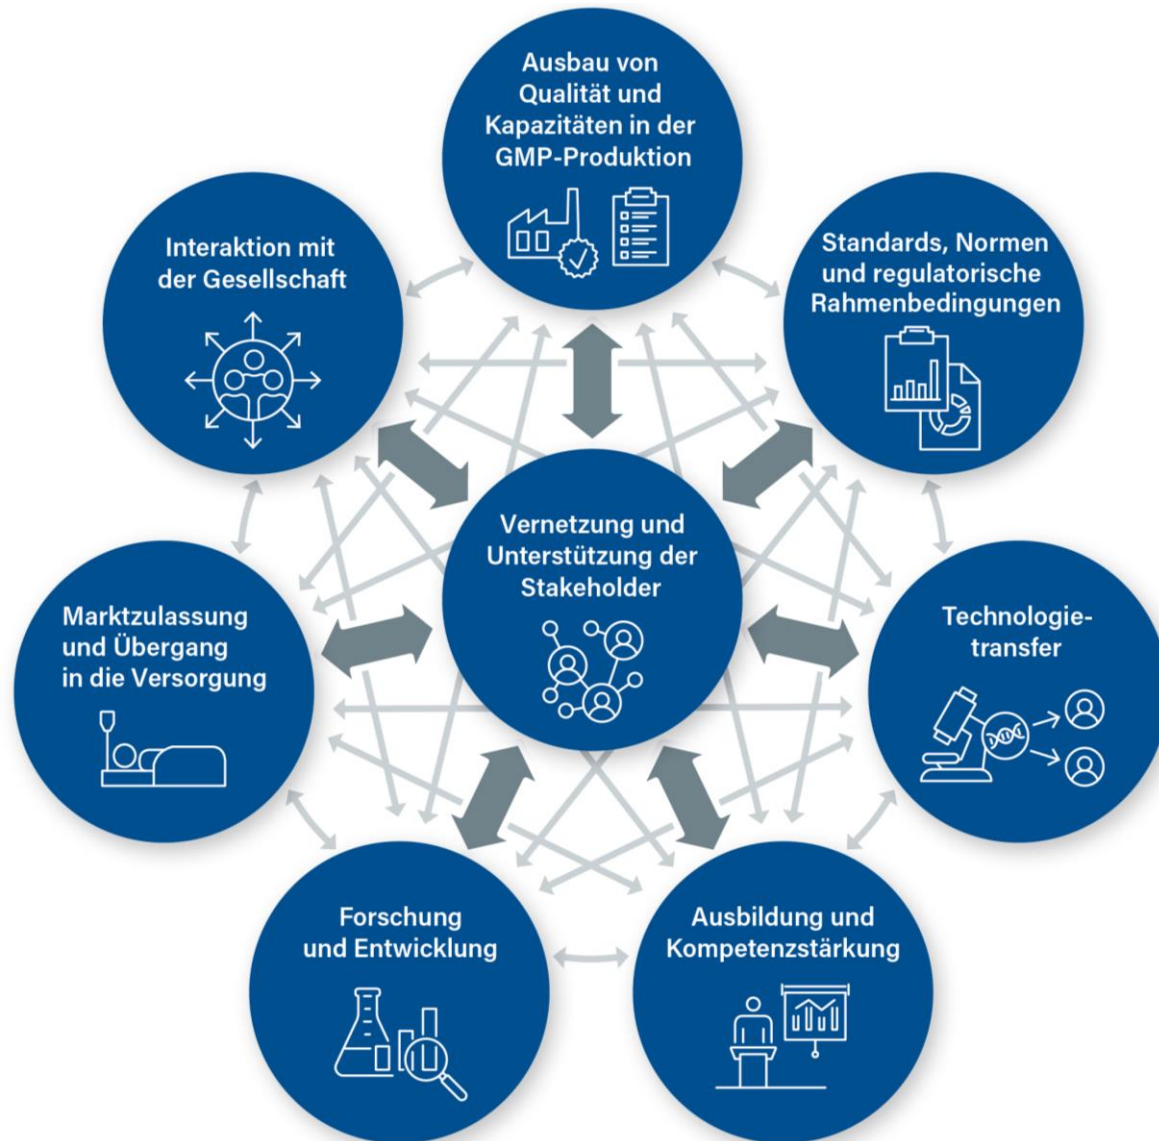 Ausbau von
Qualität und
Kapazitäten in der
GMP-Produktion
Interaktion mit
der Gesellschaft
Standards, Normen
und regulatorische
Rahmenbedingungen
Vernetzung und
Unterstützung der
Stakeholder
Marktzulassung
und Übergang
in die Versorgung
Technologie-
transfer
Forschung
und Entwicklung
Ausbildung und
Kompetenzstärkung